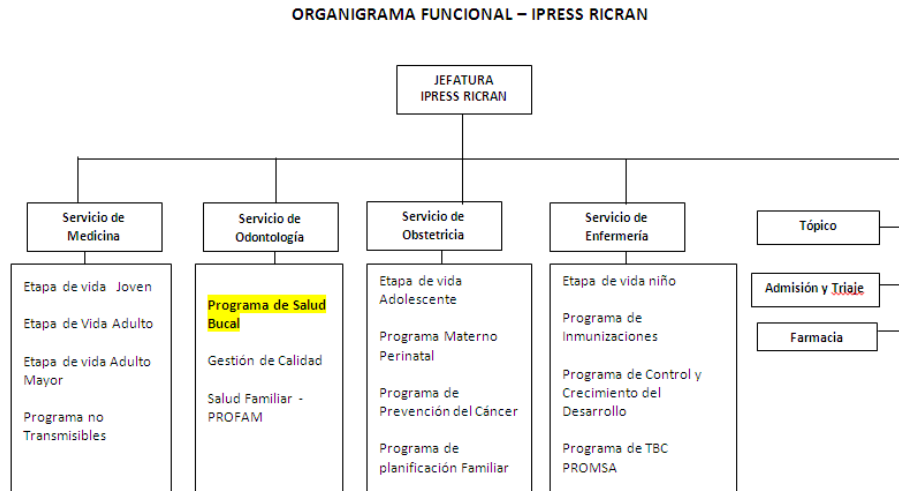 ORGANIGRAMA FUNCIONAL – IPRESS RICRAN
JEFATURA
IPRESS RICRAN
Servicio de
Medicina
Etapa de vida Joven
Etapa de Vida Adulto
Etapa de vida Adulto
Mayor
Programa no
Transmisibles
Servicio de
Odontología
Programa de Salud
Bucal
Gestión de Calidad
Salud Familiar -
PROFAM
Servicio de
Obstetricia
Etapa de vida
Adolescente
Programa Materno
Perinatal
Programa de
Prevención del Cáncer
Programa de
planificación Familiar
Servicio de
Enfermería
Etapa de vida niño
Programa de
Inmunizaciones
Programa de Control y
Crecimiento del
Desarrollo
Programa de TBC
PROMSA
Tópico
Admisión y Triaje
Farmacia